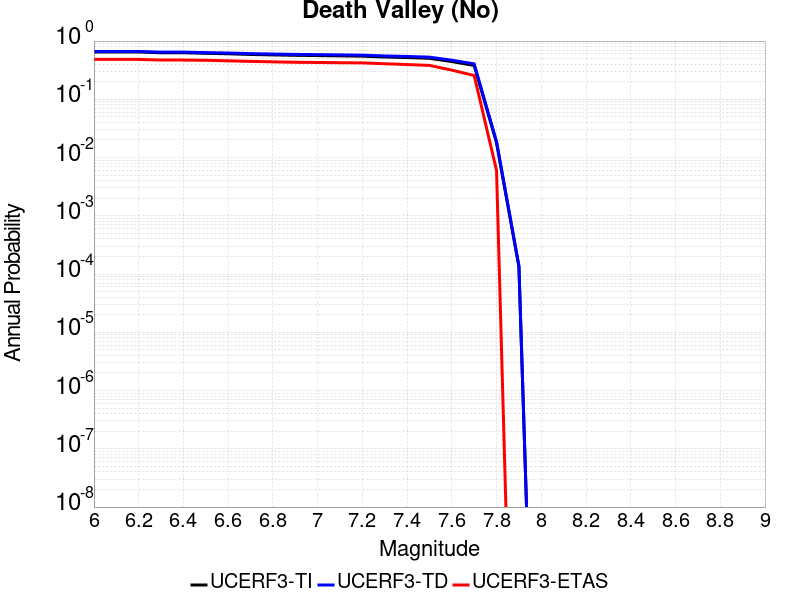 Death Valley (No)
10^0
10^-1
10^-2
10^-3
10^-4
10^-5
10^-6
10^-7
10^-8
Annual Probability
6 6.2 6.4 6.6 6.8 7 7.2 7.4 7.6 7.8 8 8.2 8.4 8.6 8.8 9
Magnitude
UCERF3-TI UCERF3-TD UCERF3-ETAS